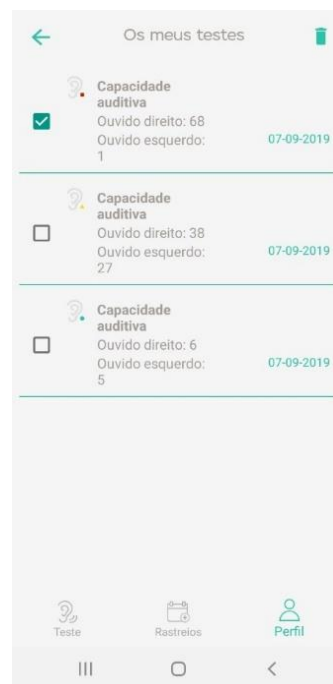 Os meus testes
Capacidade
auditiva
Ouvido direito: 68
Ouvido esquerdo:
1
07-09-2019
Capacidade
auditiva
Ouvido direito: 38
Ouvido esquerdo:
27
07-09-2019
Capacidade
auditiva
Ouvido direito: 6
Ouvido esquerdo:
5
07-09-2019
Teste
Rastreios
Perfil